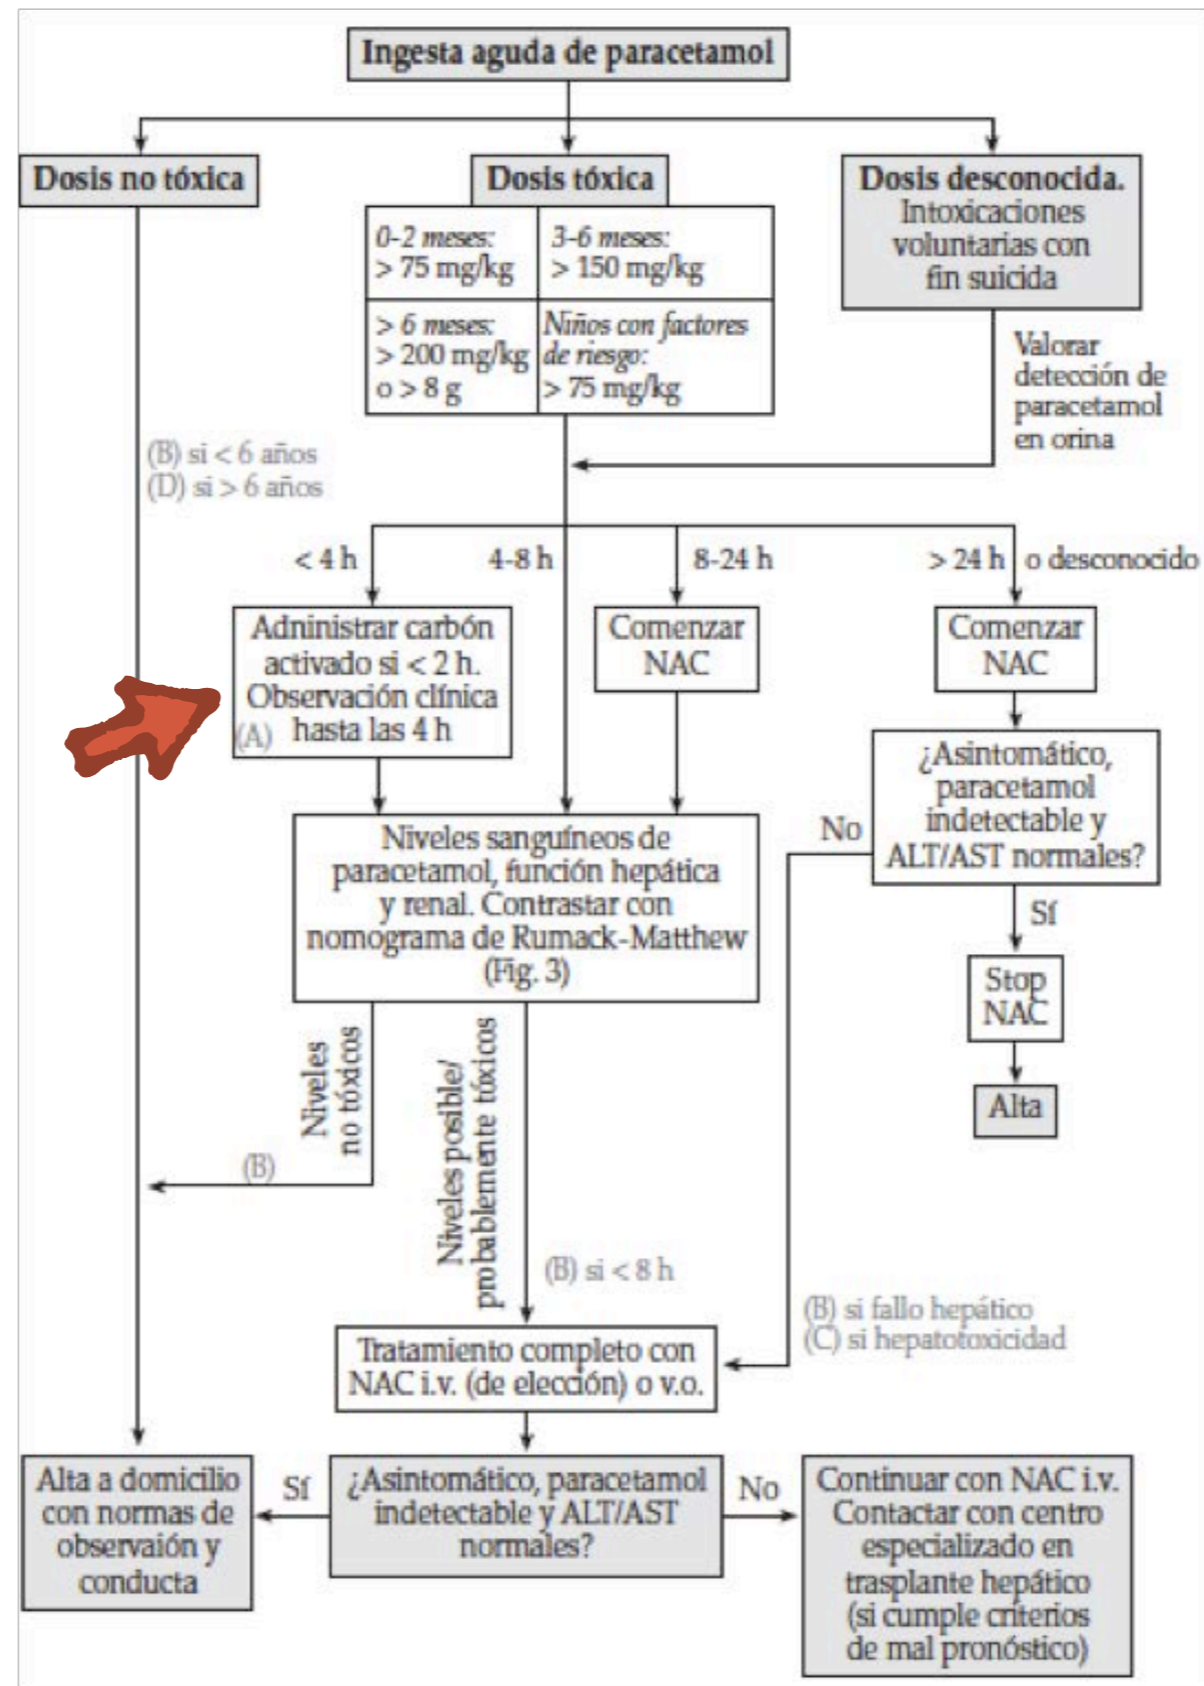 Ingesta aguda de paracetamol
Dosis no tóxica
Dosis tóxica
0-2 meses:
> 75 mg/kg
3-6 meses:
> 150 mg/kg
> 6 meses:
> 200 mg/kg
o > 8 g
Niños con factores
de riesgo:
> 75 mg/kg
Dosis desconocida.
Intoxicaciones
voluntarias con
fin suicida
Valorar
detección de
paracetamol
en orina
(B) si < 6 años
(D) si > 6 años
< 4 h
4-8 h
8-24 h
> 24 h o desconocido
Adninistrar carbón
activado si < 2 h.
Observación clínica
(A) hasta las 4 h
Comenzar
NAC
Comenzar
NAC
¿Asintomático,
paracetamol
indetectable y
ALT/AST normales?
No
Sí
Stop
NAC
Alta
Niveles sanguíneos de
paracetamol, función hepática
y renal. Contrastar con
nomograma de Rumack-Matthew
(Fig. 3)
Niveles
no tóxicos
(B)
Niveles posible/
probablemente tóxicos
(B) si < 8 h
(B) si fallo hepático
(C) si hepatotoxicidad
Tratamiento completo con
NAC i.v. (de elección) o v.o.
¿Asintomático, paracetamol
indetectable y ALT/AST
normales?
Sí
Alta a domicilio
con normas de
observaión y
conducta
No
Continuar con NAC i.v.
Contactar con centro
especializado en
trasplante hepático
(si cumple criterios
de mal pronóstico)